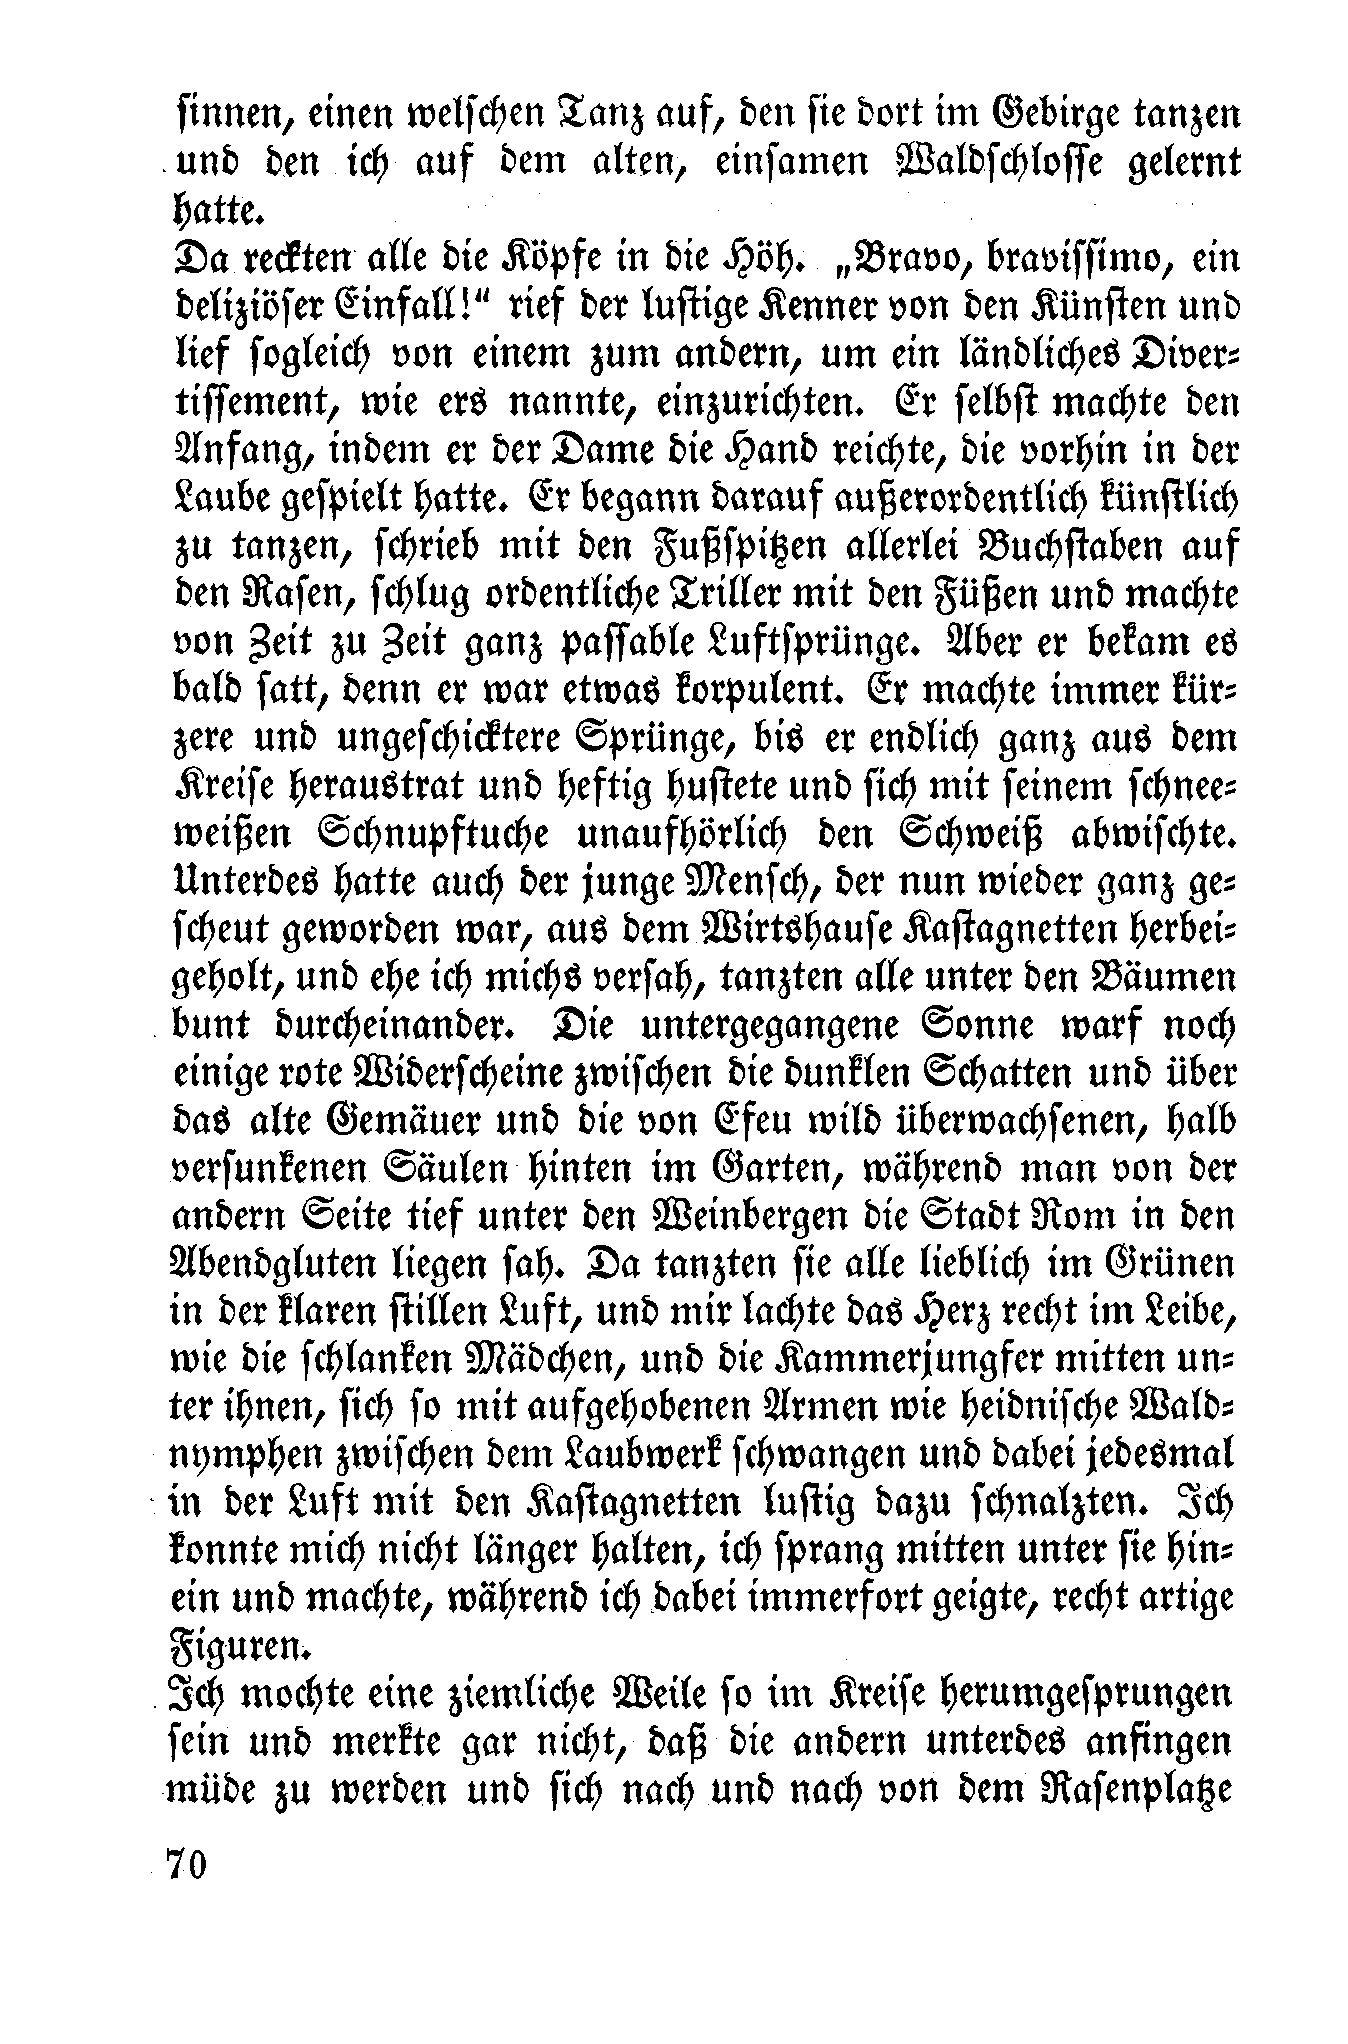 sinnen, einen welschen Tanz auf, den sie dort im Gebirge tanzen
und den ich auf dem alten, einsamen Waldschlosse gelernt
hatte.
Da reckten alle die Köpfe in die Höh. „Bravo, bravissimo, ein
deliziöser Einfall!“ rief der lustige Kenner von den Künsten und
lief sogleich von einem zum andern, um ein ländliches Diver-
tissement, wie ers nannte, einzurichten. Er selbst machte den
Anfang, indem er der Dame die Hand reichte, die vorhin in der
Laube gespielt hatte. Er begann darauf außerordentlich künstlich
zu tanzen, schrieb mit den Fußspitzen allerlei Buchstaben auf
den Rasen, schlug ordentliche Triller mit den Füßen und machte
von Zeit zu Zeit ganz passable Luftsprünge. Aber er bekam es
bald satt, denn er war etwas korpulent. Er machte immer kür-
zere und ungeschicktere Sprünge, bis er endlich ganz aus dem
Kreise heraustrat und heftig hustete und sich mit seinem schnee-
weißen Schnupftuche unaufhörlich den Schweiß abwischte.
Unterdes hatte auch der junge Mensch, der nun wieder ganz ge-
scheut geworden war, aus dem Wirtshause Kastagnetten herbei-
geholt, und ehe ich michs versah, tanzten alle unter den Bäumen
bunt durcheinander. Die untergegangene Sonne warf noch
einige rote Widerscheine zwischen die dunklen Schatten und über
das alte Gemäuer und die von Efeu wild überwachsenen, halb
versunkenen Säulen hinten im Garten, während man von der
andern Seite tief unter den Weinbergen die Stadt Rom in den
Abendgluten liegen sah. Da tanzten sie alle lieblich im Grünen
in der klaren stillen Luft, und mir lachte das Herz recht im Leibe,
wie die schlanken Mädchen, und die Kammerjungfer mitten un-
ter ihnen, sich so mit aufgehobenen Armen wie heidnische Wald-
nymphen zwischen dem Laubwerk schwangen und dabei jedesmal
in der Luft mit den Kastagnetten lustig dazu schnalzten. Ich
konnte mich nicht länger halten, ich sprang mitten unter sie hin-
ein und machte, während ich dabei immerfort geigte, recht artige
Figuren.
Ich mochte eine ziemliche Weile so im Kreise herumgesprungen
sein und merkte gar nicht, daß die andern unterdes anfingen
müde zu werden und sich nach und nach von dem Rasenplatze
70